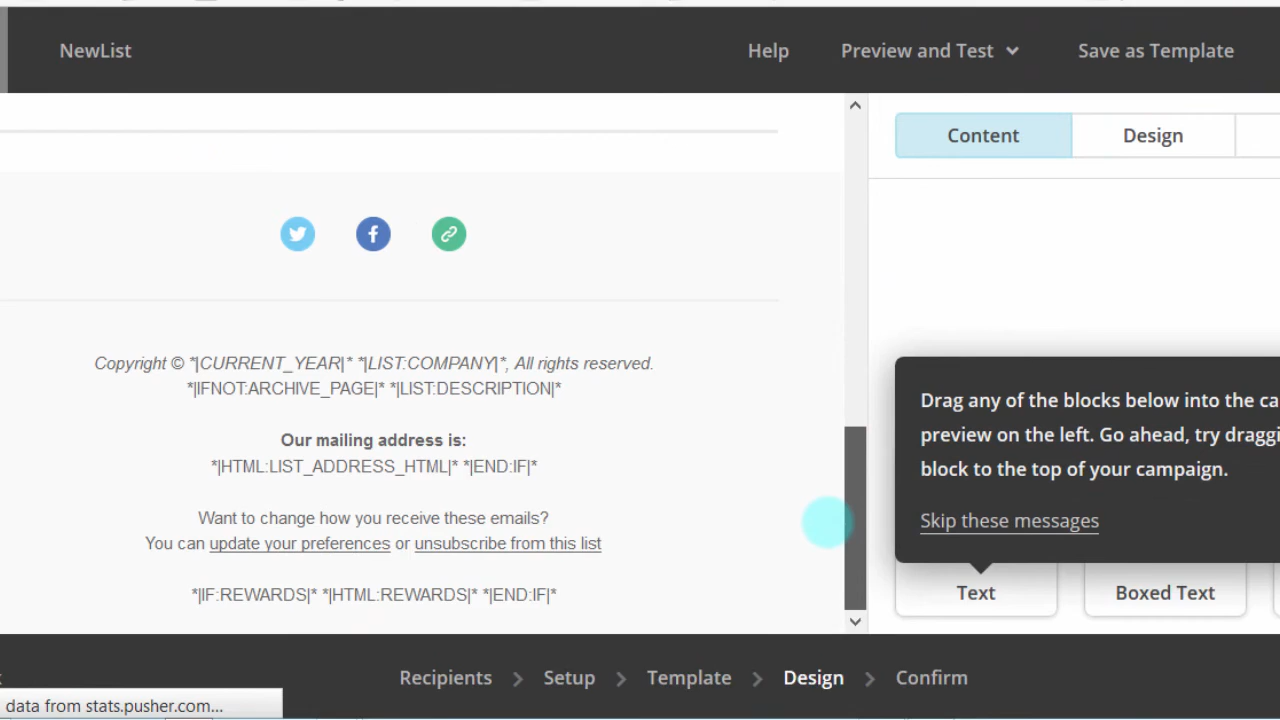 NewList
Help
Preview and Test
Save as Template
Content
Design
Copyright © *|CURRENT_YEAR|* *|LIST:COMPANY|*, All rights reserved.
*|IFNOT:ARCHIVE_PAGE|* *|LIST:DESCRIPTION|*
Our mailing address is:
*|HTML:LIST_ADDRESS_HTML|* *|END:IF|*
Want to change how you receive these emails?
You can update your preferences or unsubscribe from this list
*|IF:REWARDS|* *|HTML:REWARDS|* *|END:IF|*
Drag any of the blocks below into the ca
preview on the left. Go ahead, try draggi
block to the top of your campaign.
Skip these messages
Text
Boxed Text
Recipients
Setup
Template
Design
Confirm
data from stats.pusher.com...